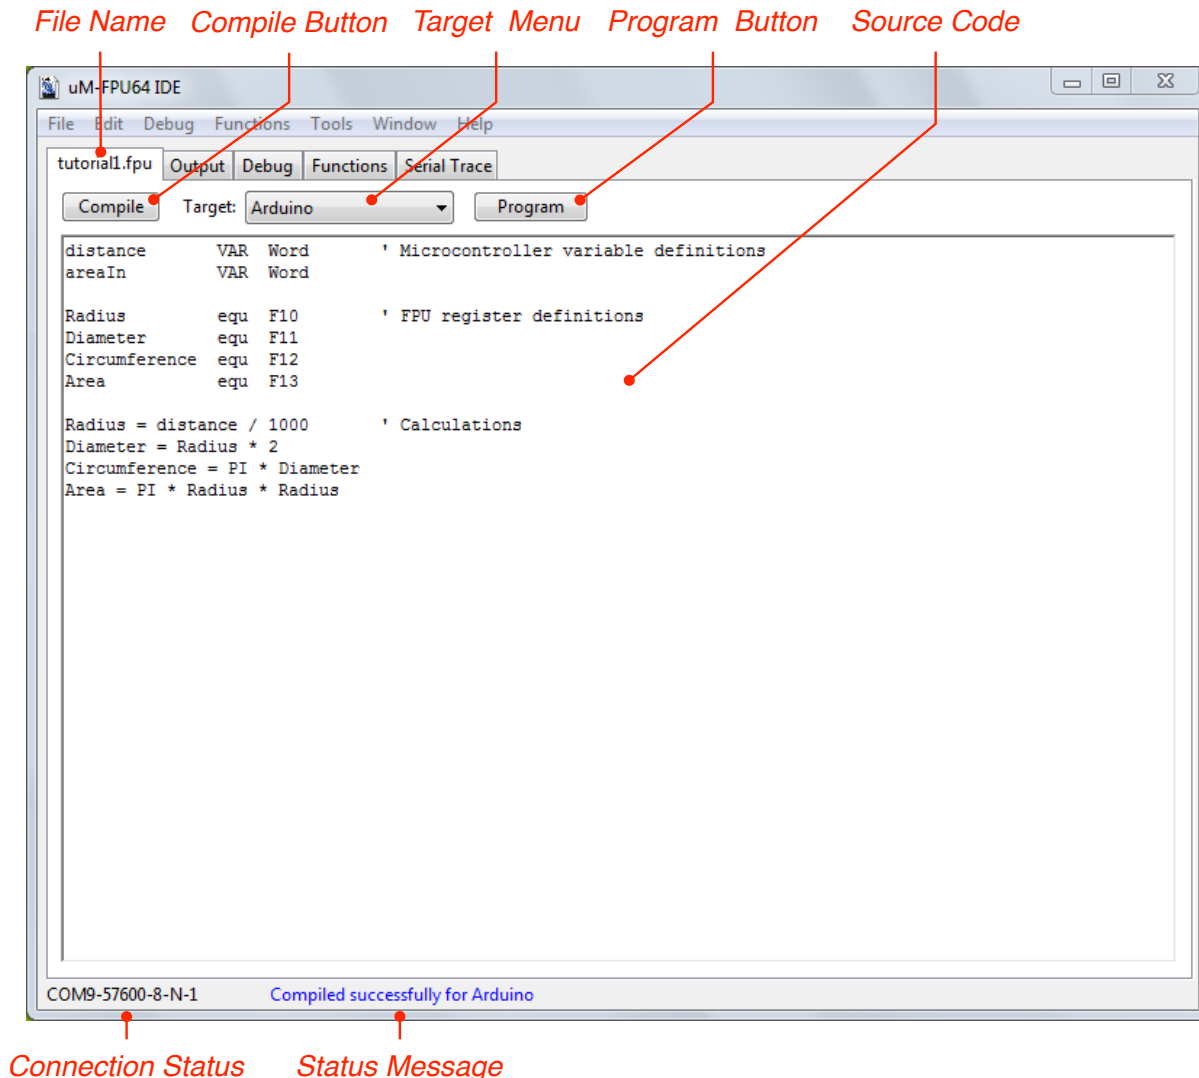 File Name Compile Button Target Menu Program Button Source Code
uM-FPU64 IDE
File Edit Debug Functions Tools Window Help
tutorial1.fpu Output Debug Functions Serial Trace
Compile Target: Arduino Program
distance VAR Word ' Microcontroller variable definitions
areaIn VAR Word
Radius equ F10 ' FPU register definitions
Diameter equ F11
Circumference equ F12
Area equ F13
Radius = distance / 1000 ' Calculations
Diameter = Radius * 2
Circumference = PI * Diameter
Area = PI * Radius * Radius
COM9-57600-8-N-1 Compiled successfully for Arduino
Connection Status Status Message